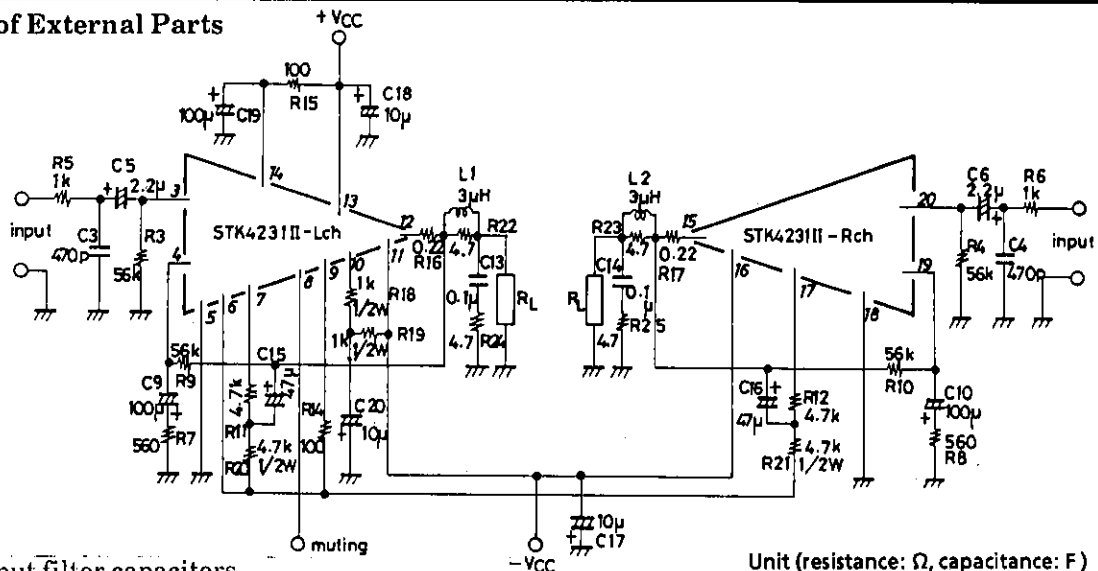 of External Parts
+VCC
100
R15
100μ
C19
C18
10μ
R5
1k
C5
2.2μ
3
14
13
12
input
C3
470p
R3
56k
4
STK4231II-Lch
0.22
R16
L1
3μH
4.7
R22
C13
0.1μ
4.7
R24
RL
11
10
9
8
7
6
5
1k
1/2W
R18
1k
1/2W
R19
56k
R9
C9
100μ
560
R7
4.7k
R11
C15
47μ
4.7k
1/2W
R20
R14
100
C20
10μ
L2
3μH
R23
4.7
0.22
R17
C14
0.1
μ
R25
4.7
RL
15
STK4231II-Rch
20
19
16
17
18
C6
2.2μ
R6
1k
R4
56k
C4
470p
input
C16
47μ
R12
4.7k
4.7k
R21
1/2W
56k
R10
C10
100μ
560
R8
muting
-VCC
10μ
C17
put filter capacitors
Unit (resistance: Ω, capacitance: F)